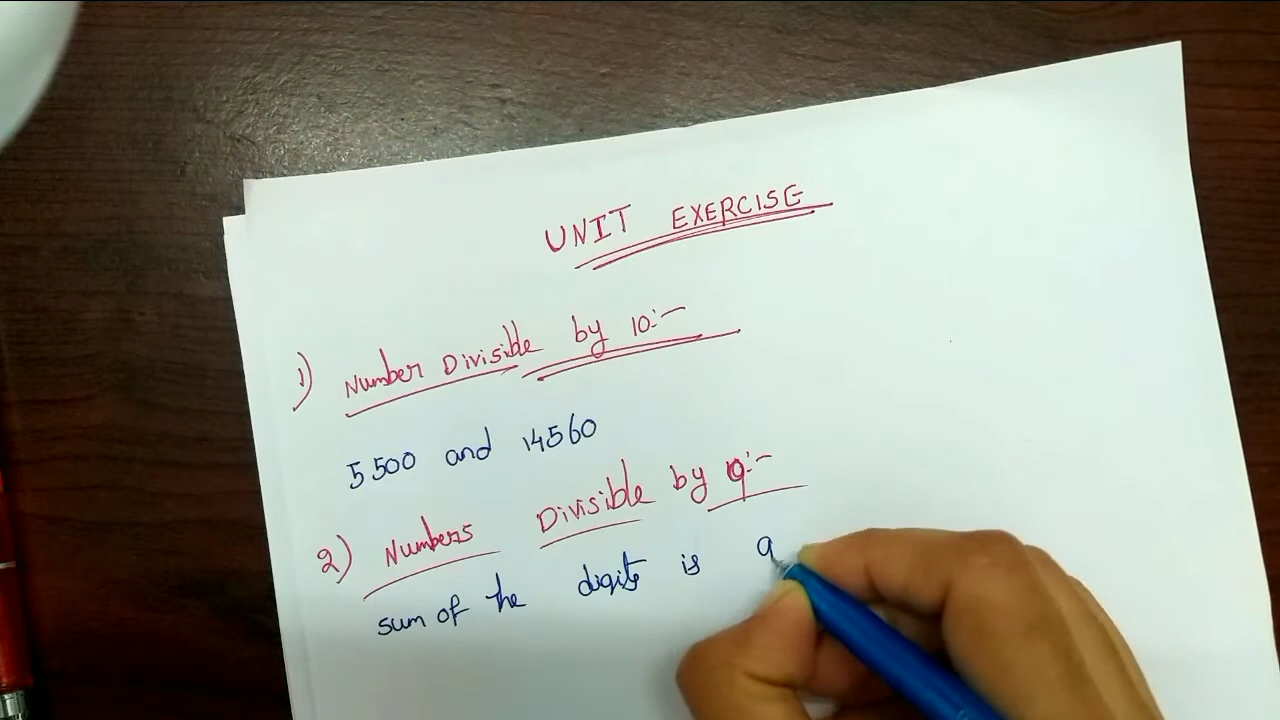 UNIT EXERCISE
1) Number Divisible by 10:-
5500 and 14560
2) Numbers Divisible by 9:-
sum of the digits is 9